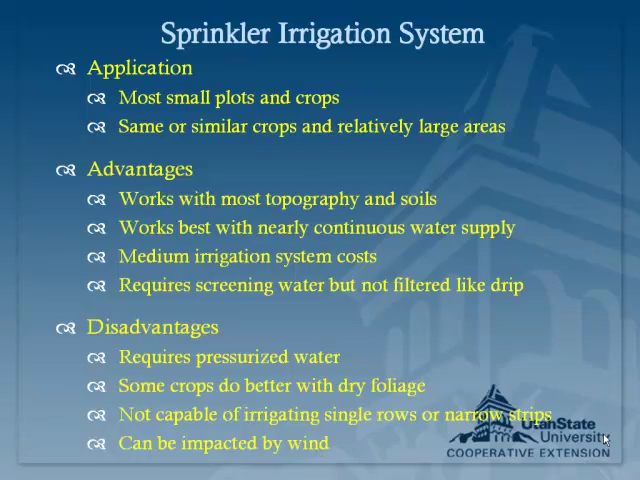 Sprinkler Irrigation System
Application
Most small plots and crops
Same or similar crops and relatively large areas
Advantages
Works with most topography and soils
Works best with nearly continuous water supply
Medium irrigation system costs
Requires screening water but not filtered like drip
Disadvantages
Requires pressurized water
Some crops do better with dry foliage
Not capable of irrigating single rows or narrow strips
Can be impacted by wind
UtahState
University
COOPERATIVE EXTENSION